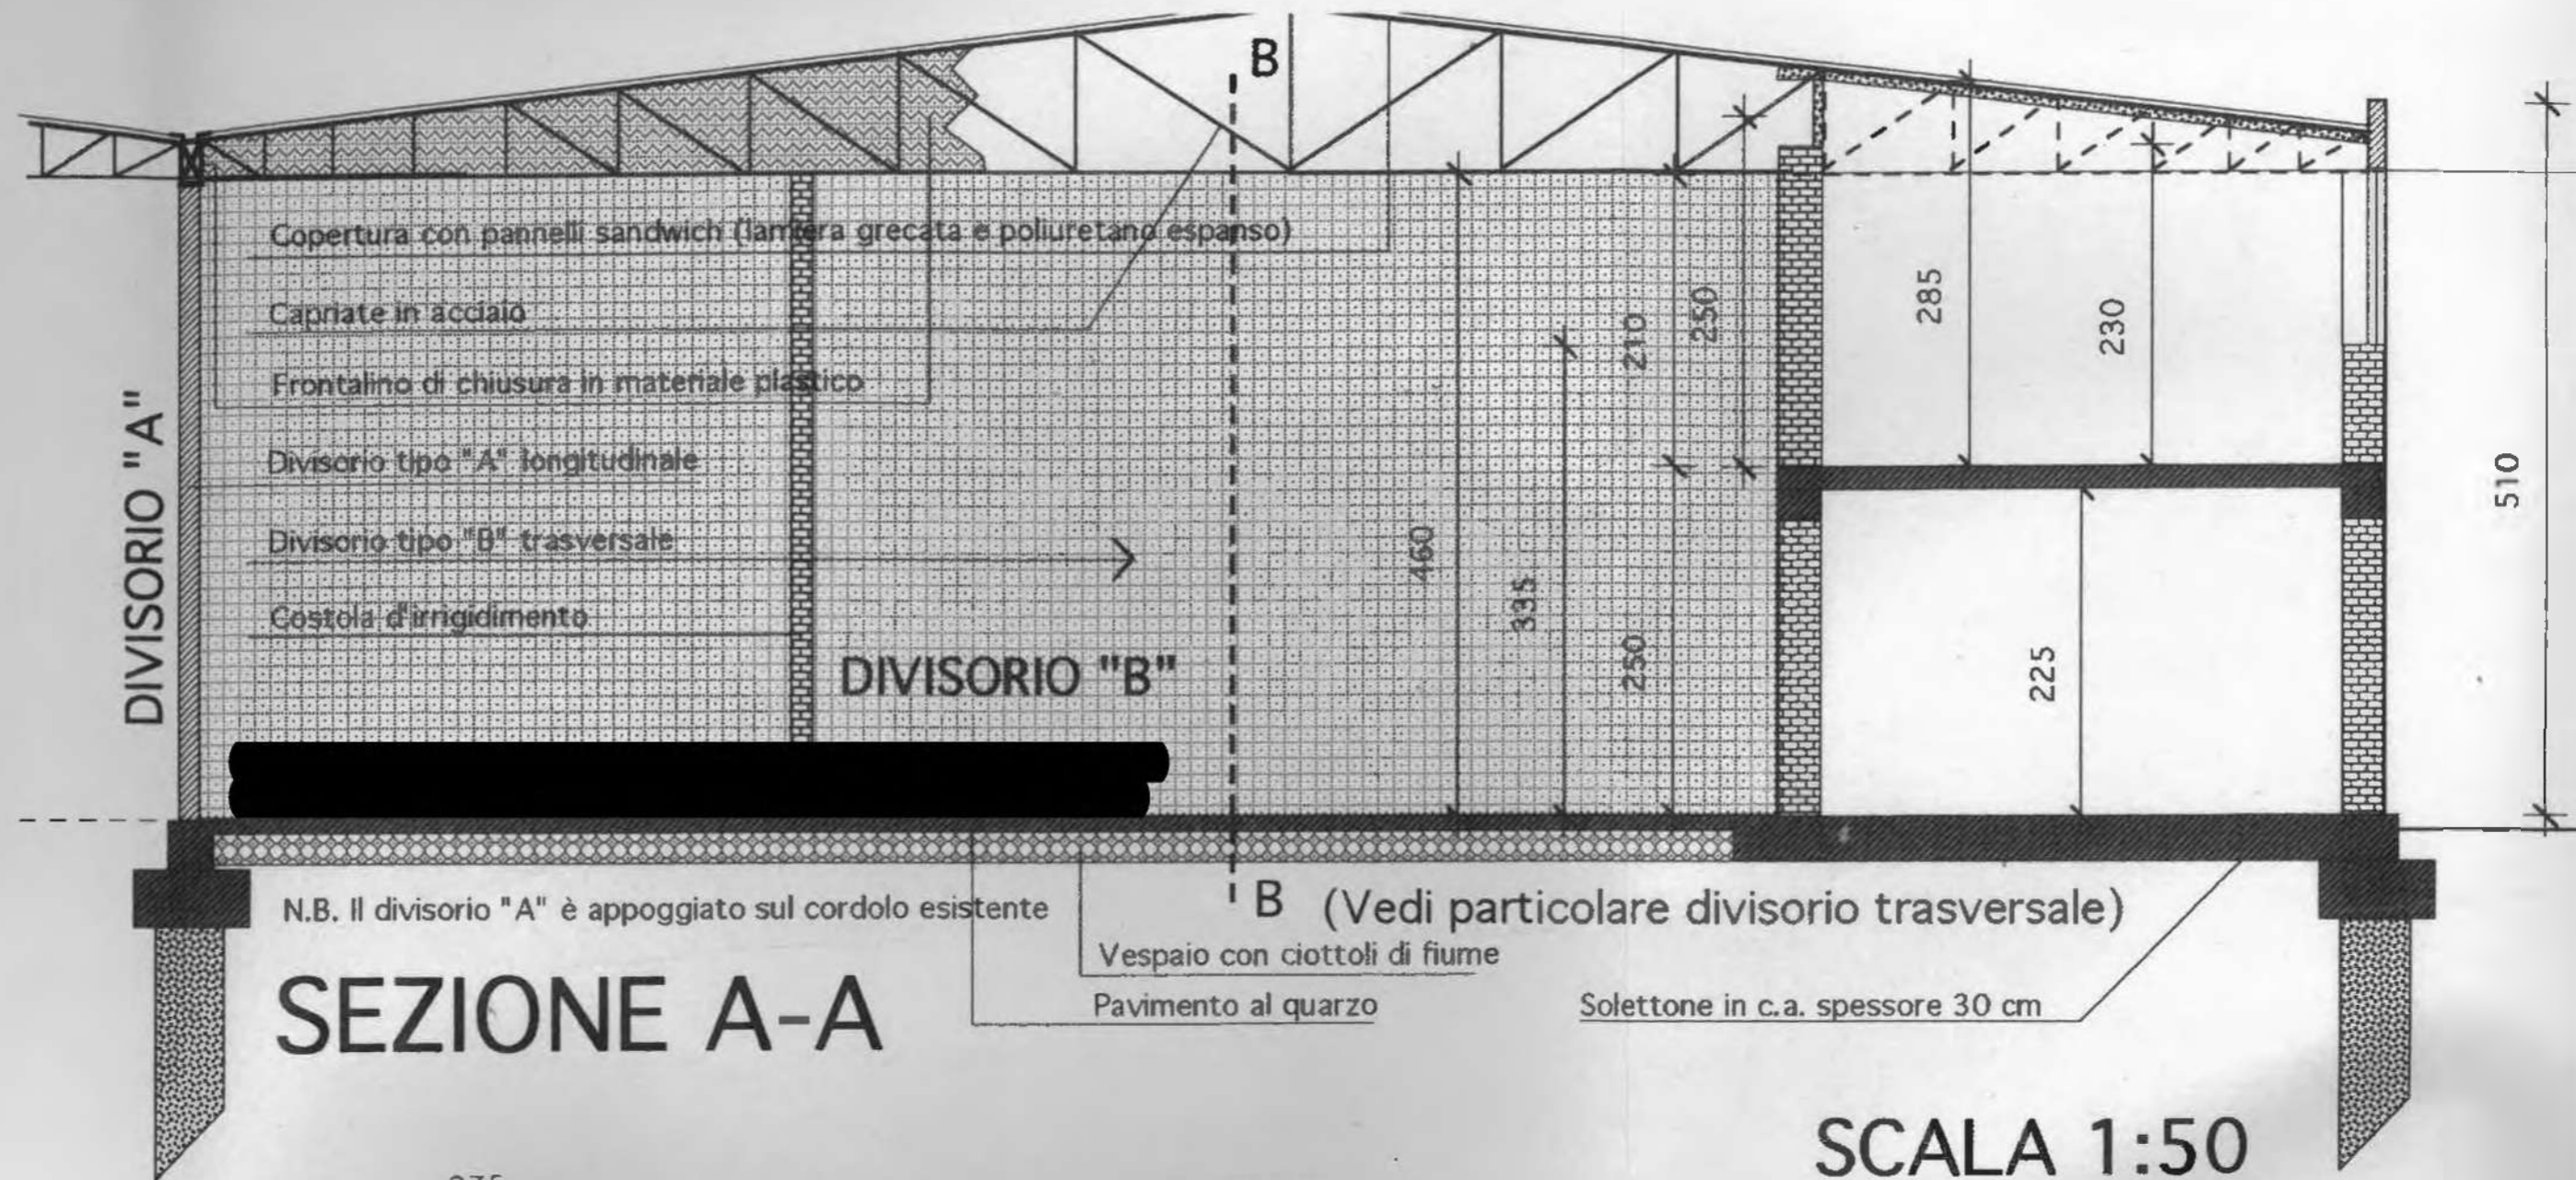 B
Copertura con pannelli sandwich (lamiera grecata e poliuretano espanso)
Capriate in acciaio
Frontalino di chiusura in materiale plastico
Divisorio tipo "A" longitudinale
Divisorio tipo "B" trasversale
Costola d'irrigidimento
DIVISORIO "A"
DIVISORIO "B"
460
335
210
250
250
285
230
225
510
N.B. Il divisorio "A" è appoggiato sul cordolo esistente
B (Vedi particolare divisorio trasversale)
Vespaio con ciottoli di fiume
Pavimento al quarzo
Solettone in c.a. spessore 30 cm
SEZIONE A-A
SCALA 1:50